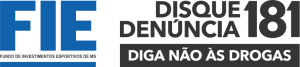 FIE
FUNDO DE INVESTIMENTOS ESPORTIVOS DE MS
DISQUE
DENÚNCIA 181
DIGA NÃO ÀS DROGAS